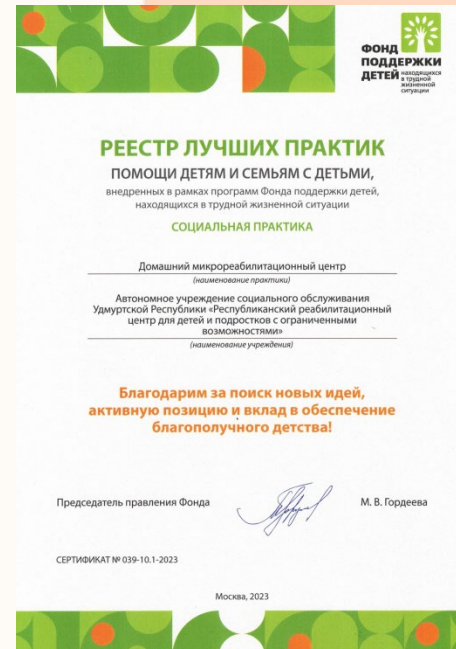 ФОНД
ПОДДЕРЖКИ
ДЕТЕЙ находящихся
в трудной
жизненной
ситуации
РЕЕСТР ЛУЧШИХ ПРАКТИК
ПОМОЩИ ДЕТЯМ И СЕМЬЯМ С ДЕТЬМИ,
внедренных в рамках программ Фонда поддержки детей,
находящихся в трудной жизненной ситуации
СОЦИАЛЬНАЯ ПРАКТИКА
Домашний микрореабилитационный центр
(наименование практики)
Автономное учреждение социального обслуживания
Удмуртской Республики «Республиканский реабилитационный
центр для детей и подростков с ограниченными
возможностями»
(наименование учреждения)
Благодарим за поиск новых идей,
активную позицию и вклад в обеспечение
благополучного детства!
Председатель правления Фонда М. В. Гордеева
СЕРТИФИКАТ № 039-10.1-2023
Москва, 2023